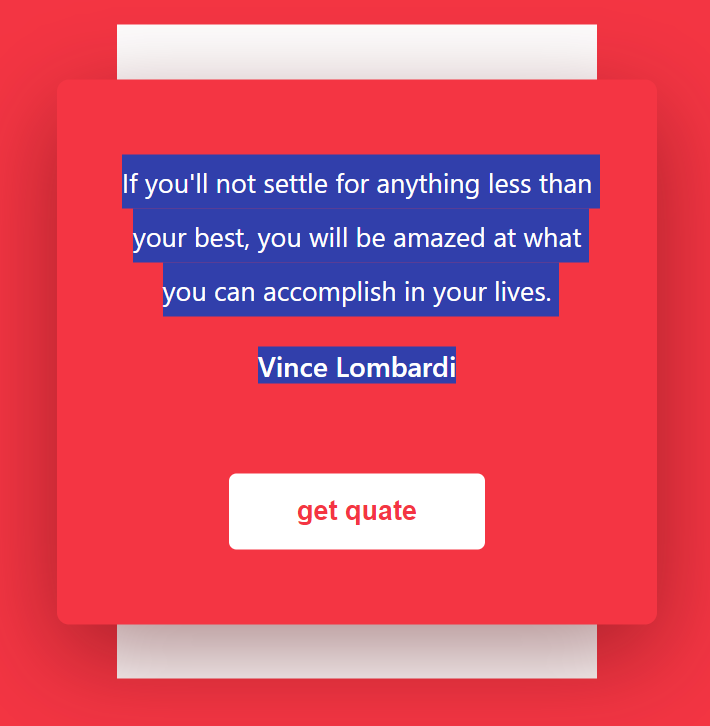 If you'll not settle for anything less than
your best, you will be amazed at what
you can accomplish in your lives.
Vince Lombardi
get quate